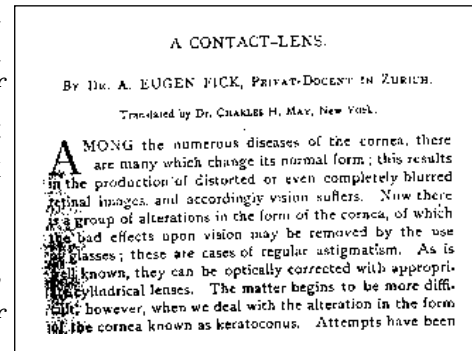 A CONTACT-LENS.
BY DR. A. EUGEN FICK, PRIVAT-DOCENT IN ZURICH.
Translated by Dr. CHARLES H. MAY, New York.
AMONG the numerous diseases of the cornea, there
are many which change its normal form; this results
in the production of distorted or even completely blurred
retinal images, and accordingly vision suffers. Now there
is a group of alterations in the form of the cornea, of which
the bad effects upon vision may be removed by the use
of glasses; these are cases of regular astigmatism. As is
well known, they can be optically corrected with appropri-
cylindrical lenses. The matter begins to be more diffi-
cult, however, when we deal with the alteration in the form
of the cornea known as keratoconus. Attempts have been